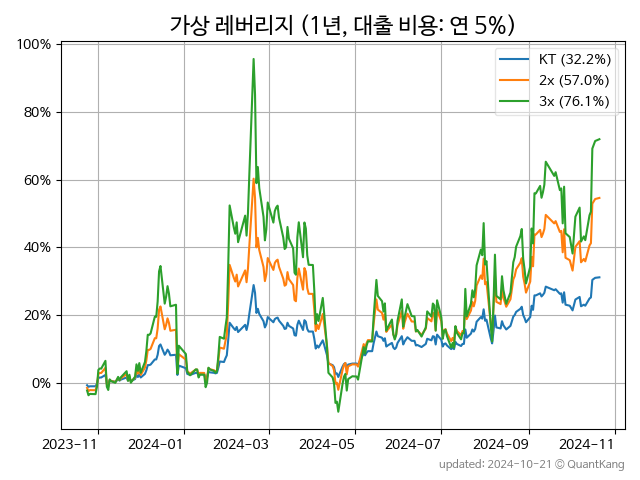 가상 레버리지 (1년, 대출 비용: 연 5%)
KT (32.2%)
2x (57.0%)
3x (76.1%)
100%
80%
60%
40%
20%
0%
2023-11 2024-01 2024-03 2024-05 2024-07 2024-09 2024-11
updated: 2024-10-21 © QuantKang